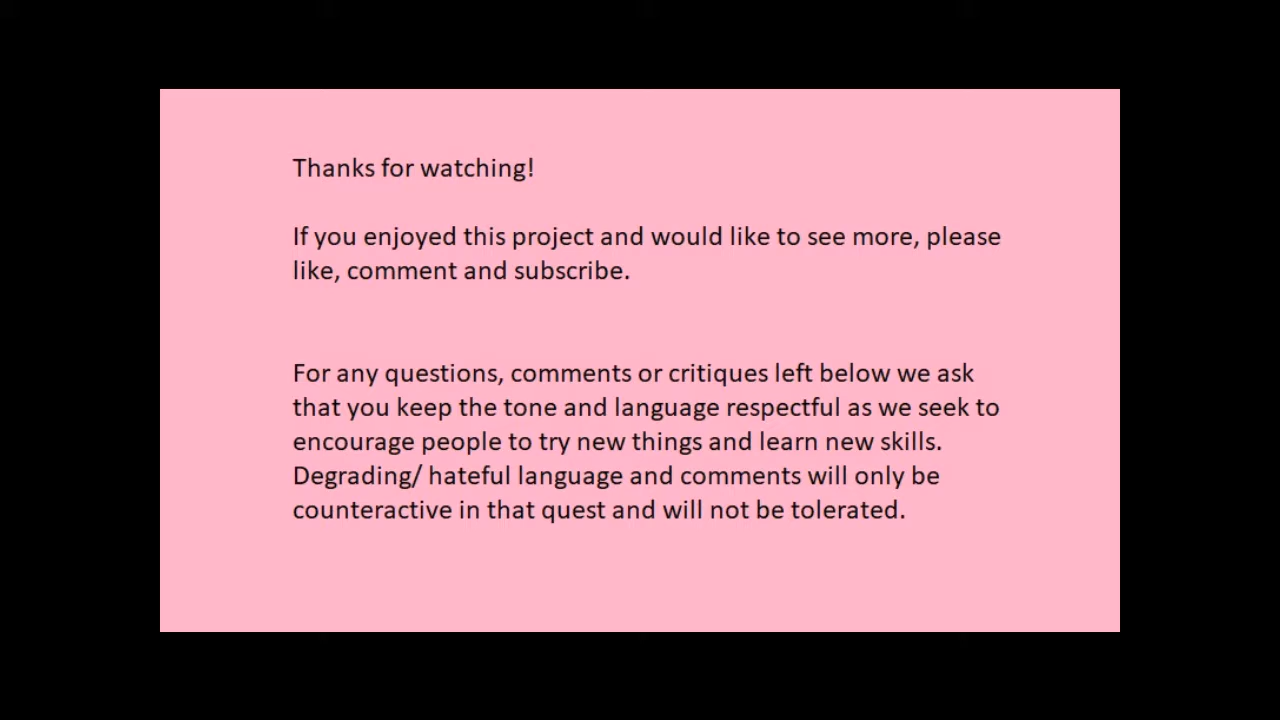 Thanks for watching!
If you enjoyed this project and would like to see more, please
like, comment and subscribe.
For any questions, comments or critiques left below we ask
that you keep the tone and language respectful as we seek to
encourage people to try new things and learn new skills.
Degrading/ hateful language and comments will only be
counteractive in that quest and will not be tolerated.